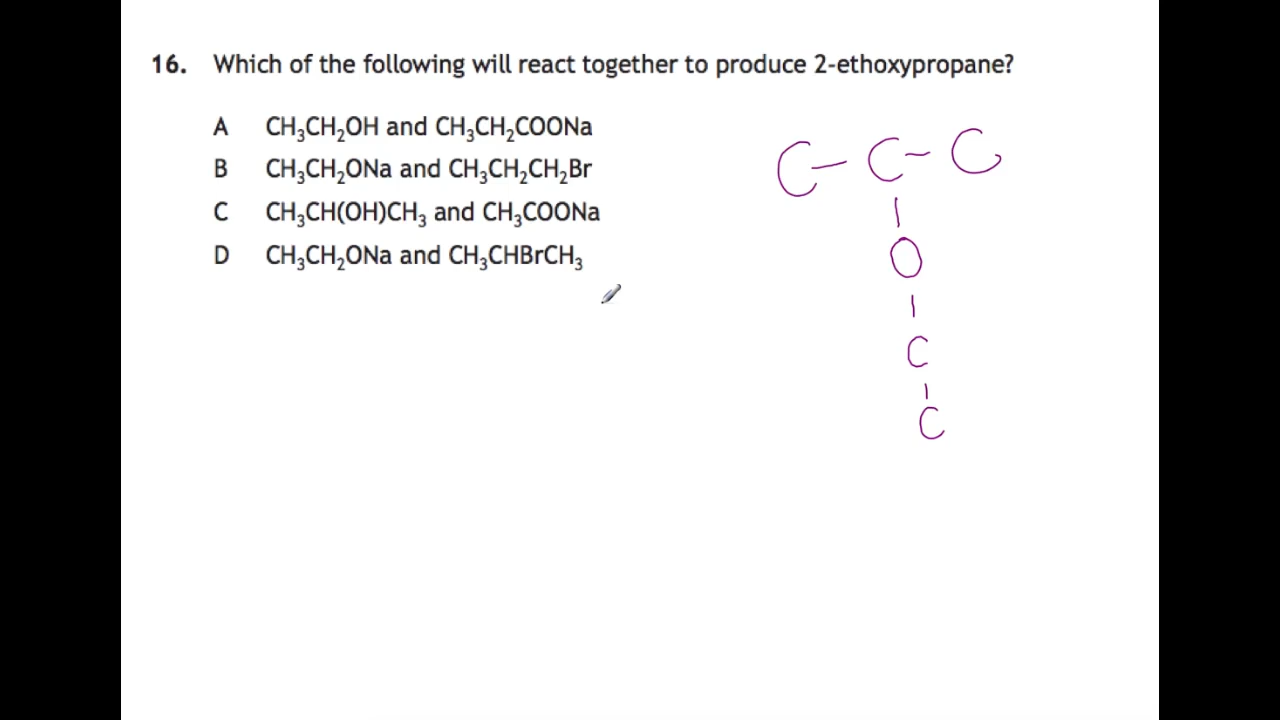 16. Which of the following will react together to produce 2-ethoxypropane?
A CH₃CH₂OH and CH₃CH₂COONa
B CH₃CH₂ONa and CH₃CH₂CH₂Br
C CH₃CH(OH)CH₃ and CH₃COONa
D CH₃CH₂ONa and CH₃CHBrCH₃
C – C – C
|
O
|
C
|
C